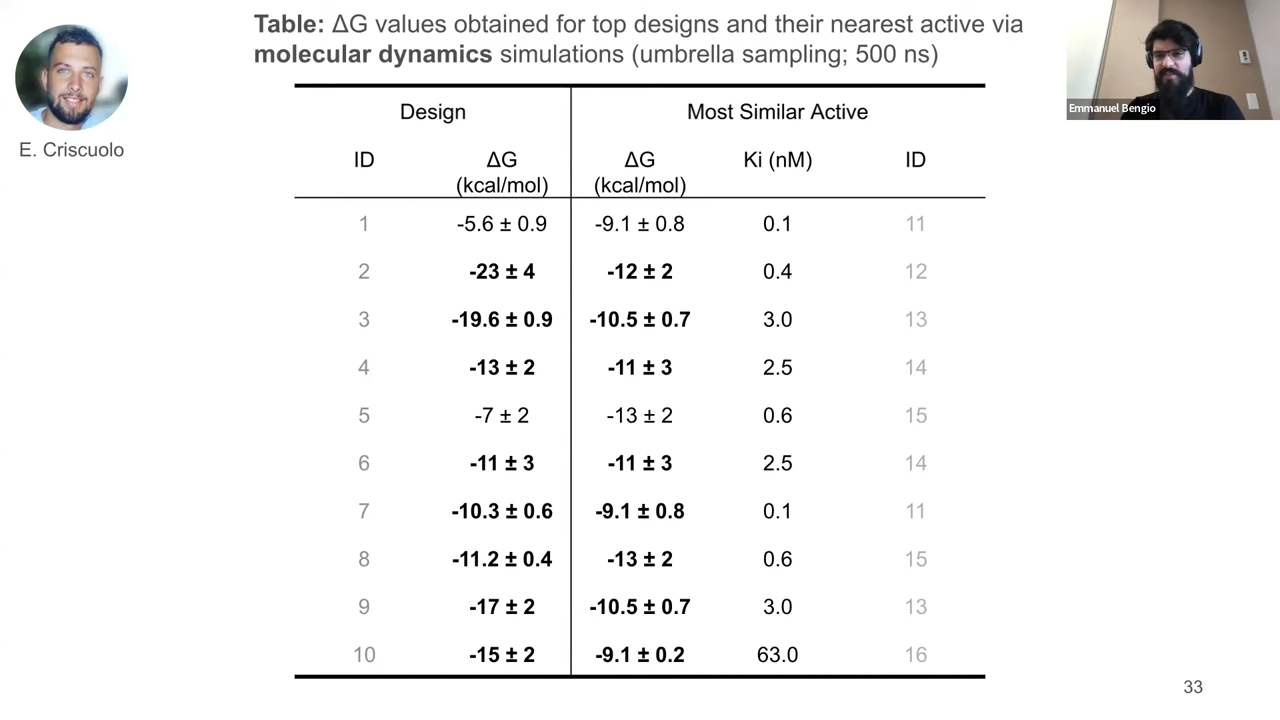 Table: ΔG values obtained for top designs and their nearest active via
molecular dynamics simulations (umbrella sampling; 500 ns)
E. Criscuolo
Emmanuel Bengio
Design Most Similar Active
ID ΔG (kcal/mol) ΔG (kcal/mol) Ki (nM) ID
1 -5.6 ± 0.9 -9.1 ± 0.8 0.1 11
2 -23 ± 4 -12 ± 2 0.4 12
3 -19.6 ± 0.9 -10.5 ± 0.7 3.0 13
4 -13 ± 2 -11 ± 3 2.5 14
5 -7 ± 2 -13 ± 2 0.6 15
6 -11 ± 3 -11 ± 3 2.5 14
7 -10.3 ± 0.6 -9.1 ± 0.8 0.1 11
8 -11.2 ± 0.4 -13 ± 2 0.6 15
9 -17 ± 2 -10.5 ± 0.7 3.0 13
10 -15 ± 2 -9.1 ± 0.2 63.0 16
33